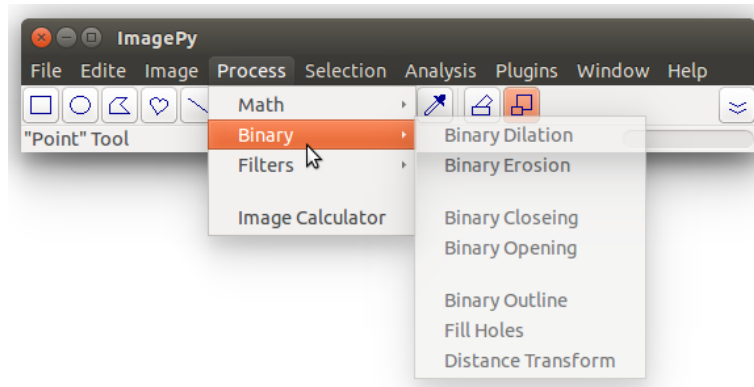 ImagePy
File Edite Image Process Selection Analysis Plugins Window Help
"Point" Tool
Math
Binary
Filters
Image Calculator
Binary Dilation
Binary Erosion
Binary Closeing
Binary Opening
Binary Outline
Fill Holes
Distance Transform